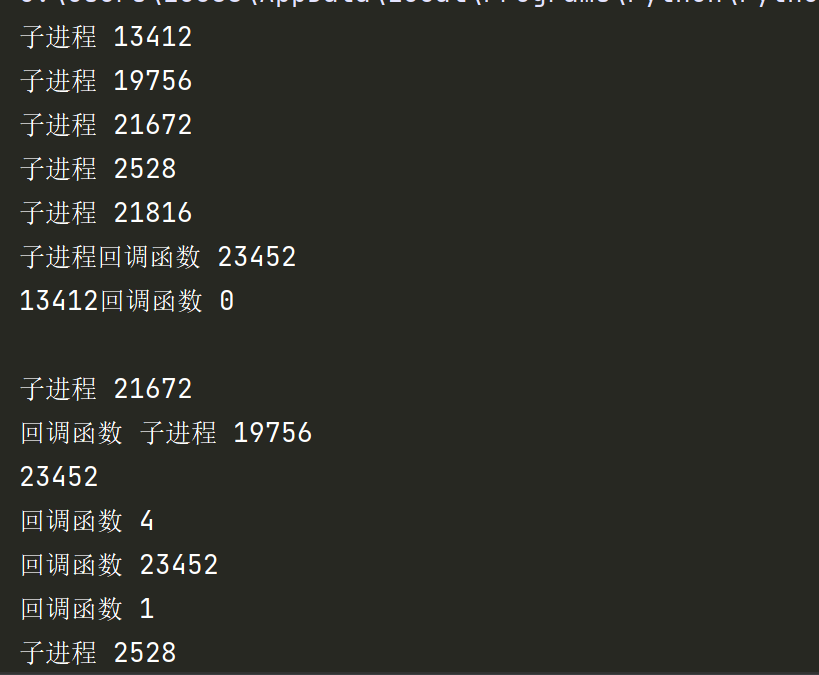 子进程 13412
子进程 19756
子进程 21672
子进程 2528
子进程 21816
子进程回调函数 23452
13412回调函数 0
子进程 21672
回调函数 子进程 19756
23452
回调函数 4
回调函数 23452
回调函数 1
子进程 2528